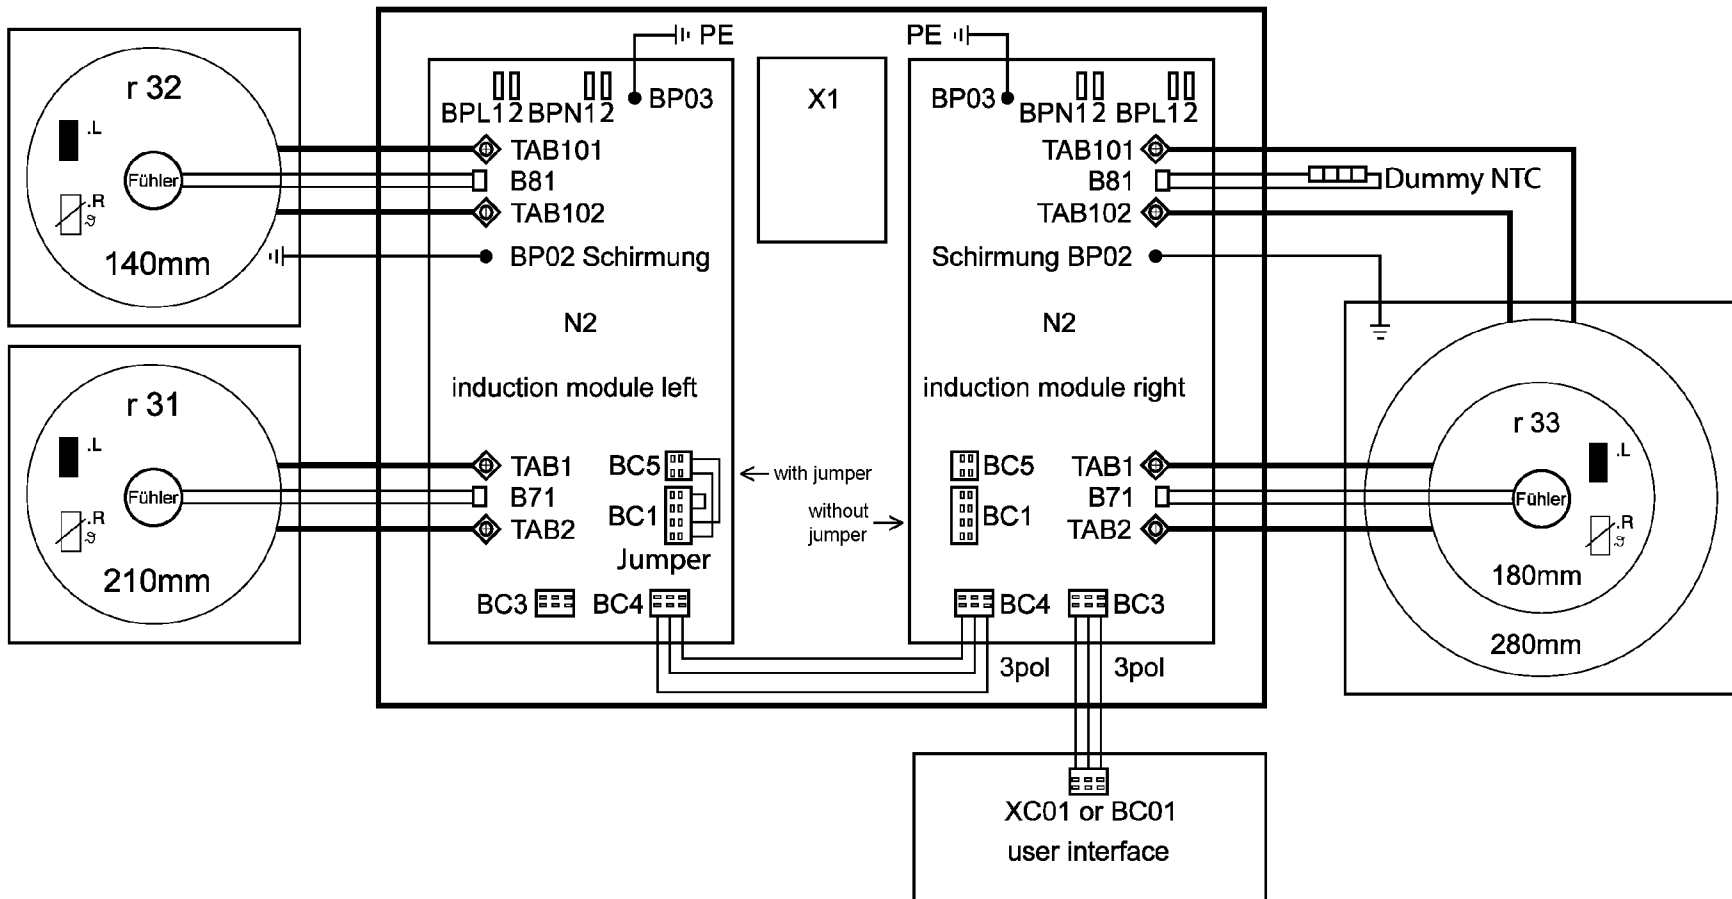 r 32
.L
Fühler
.R
ϑ
140mm
r 31
.L
Fühler
.R
ϑ
210mm
PE
BPL12 BPN12 BP03
TAB101
B81
TAB102
BP02 Schirmung
N2
induction module left
TAB1
B71
TAB2
BC5
BC1
Jumper
BC3 BC4
X1
with jumper
without
jumper
PE
BP03 BPN12 BPL12
TAB101
B81
TAB102
Schirmung BP02
N2
induction module right
BC5
BC1
TAB1
B71
TAB2
BC4 BC3
3pol 3pol
Dummy NTC
r 33
.L
Fühler
.R
ϑ
180mm
280mm
XC01 or BC01
user interface